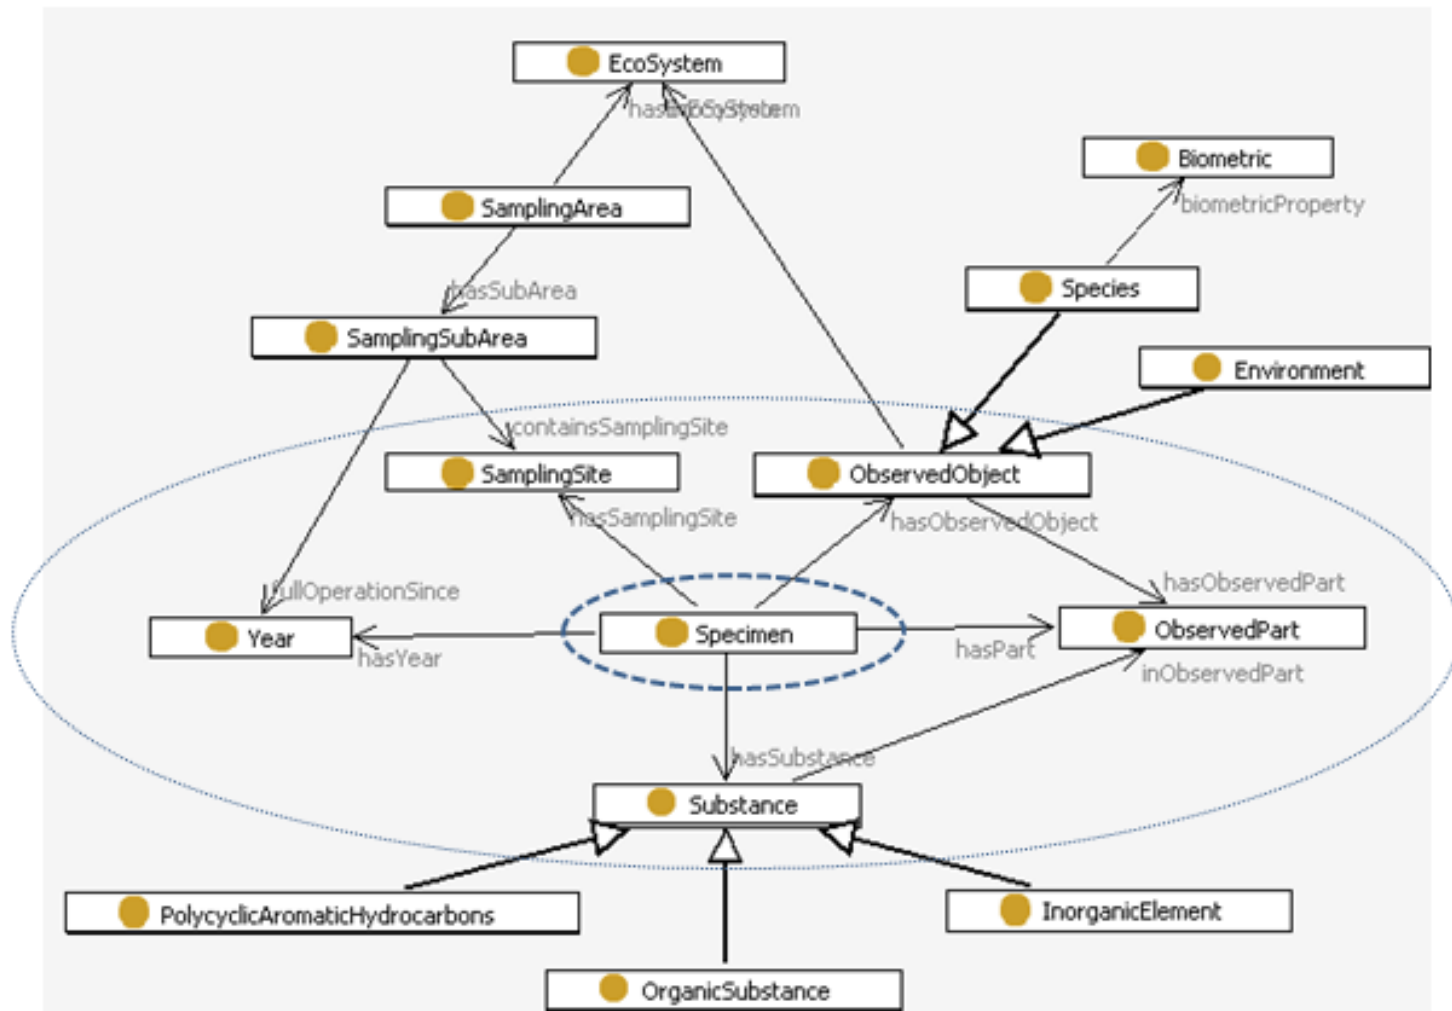 EcoSystem
Biometric
biometricProperty
SamplingArea
Species
hasSubArea
SamplingSubArea
Environment
containsSamplingSite
SamplingSite
ObservedObject
hasSamplingSite
hasObservedObject
hasObservedPart
fullOperationSince
Year
Specimen
ObservedPart
hasYear
hasPart
inObservedPart
hasSubstance
Substance
PolycyclicAromaticHydrocarbons
InorganicElement
OrganicSubstance